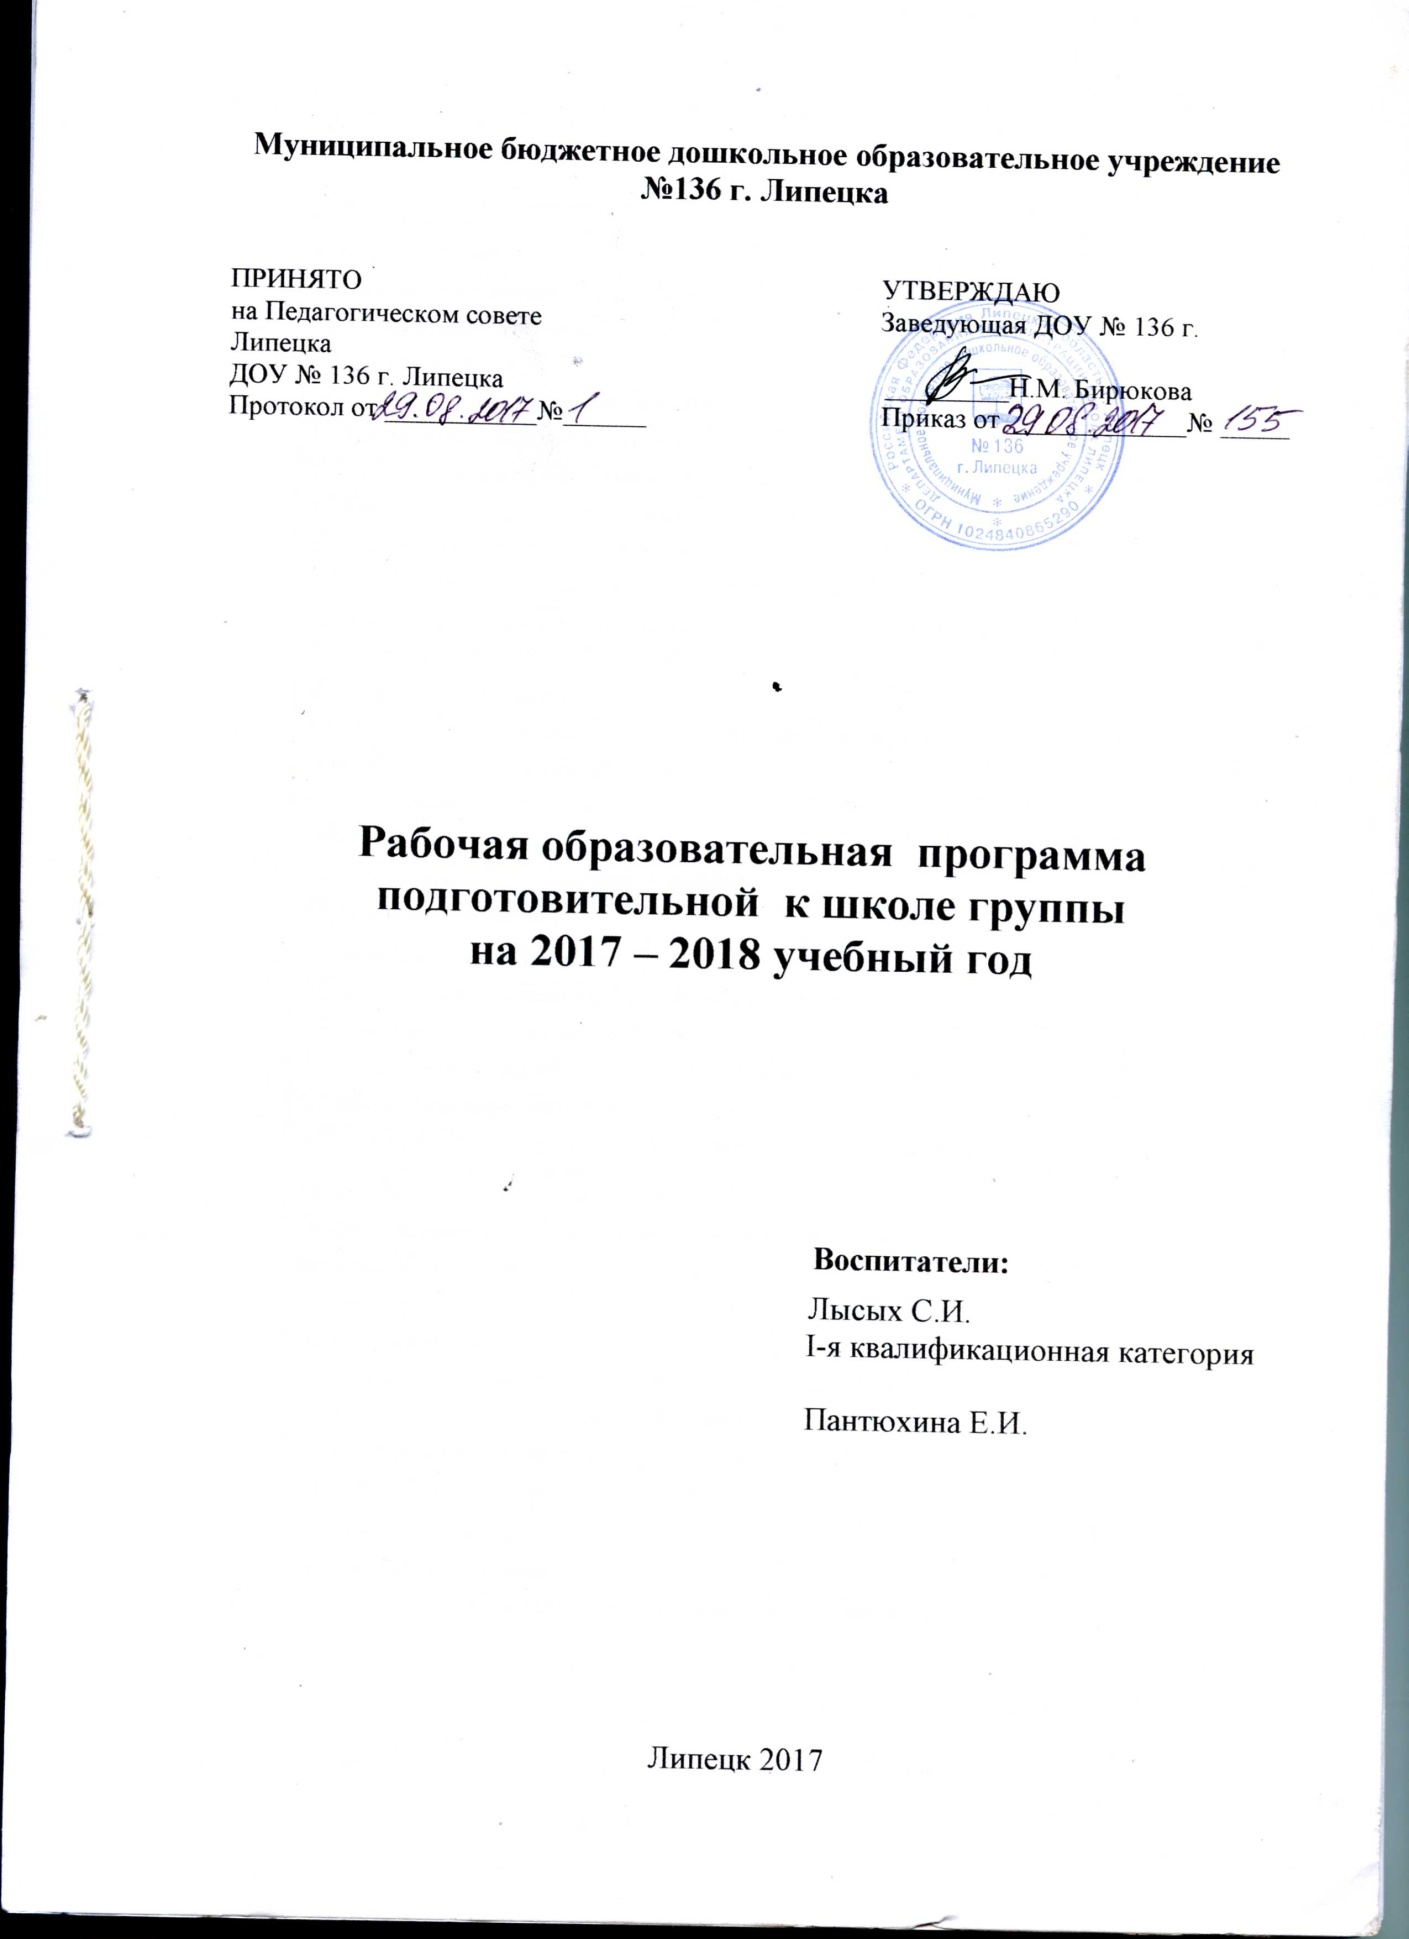 Муниципальное бюджетное дошкольное образовательное учреждение
№136 г. Липецка
ПРИНЯТО
на Педагогическом совете
Липецка
ДОУ № 136 г. Липецка
Протокол от 29.08.2017 № 1
УТВЕРЖДАЮ
Заведующая ДОУ № 136 г.
Н.М. Бирюкова
Приказ от 29 08.2017 № 155
№ 136
г. Липецка
ОГРН 1024840865290
Рабочая образовательная программа
подготовительной к школе группы
на 2017 – 2018 учебный год
Воспитатели:
Лысых С.И.
I-я квалификационная категория
Пантюхина Е.И.
Липецк 2017